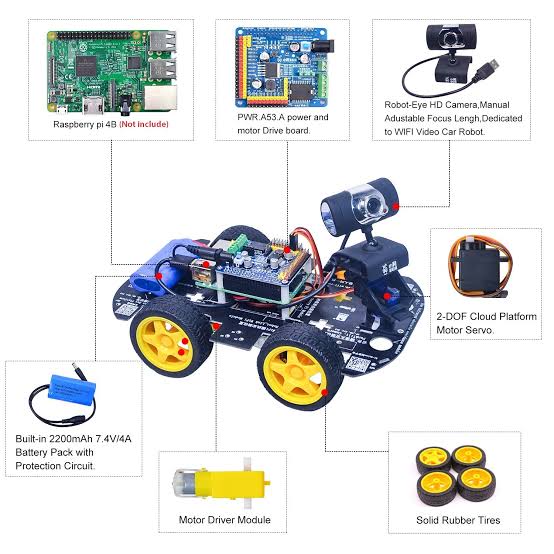 Raspberry pi 4B (Not include)
PWR.A53.A power and
motor Drive board.
Robot-Eye HD Camera,Manual
Adustable Focus Lengh,Dedicated
to WIFI Video Car Robot.
2-DOF Cloud Platform
Motor Servo.
Built-in 2200mAh 7.4V/4A
Battery Pack with
Protection Circuit.
Motor Driver Module
Solid Rubber Tires